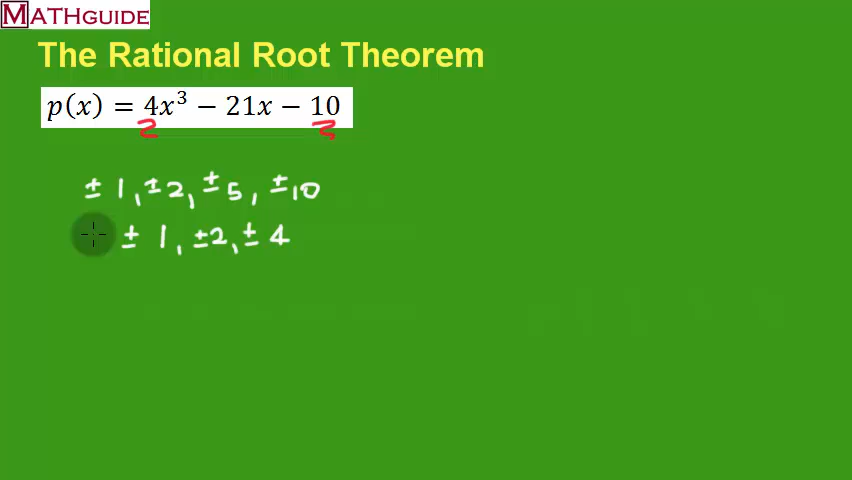 MATHGUIDE
The Rational Root Theorem
p(x) = 4x³ − 21x − 10
± 1, ±2, ± 5, ±10
± 1, ±2, ± 4